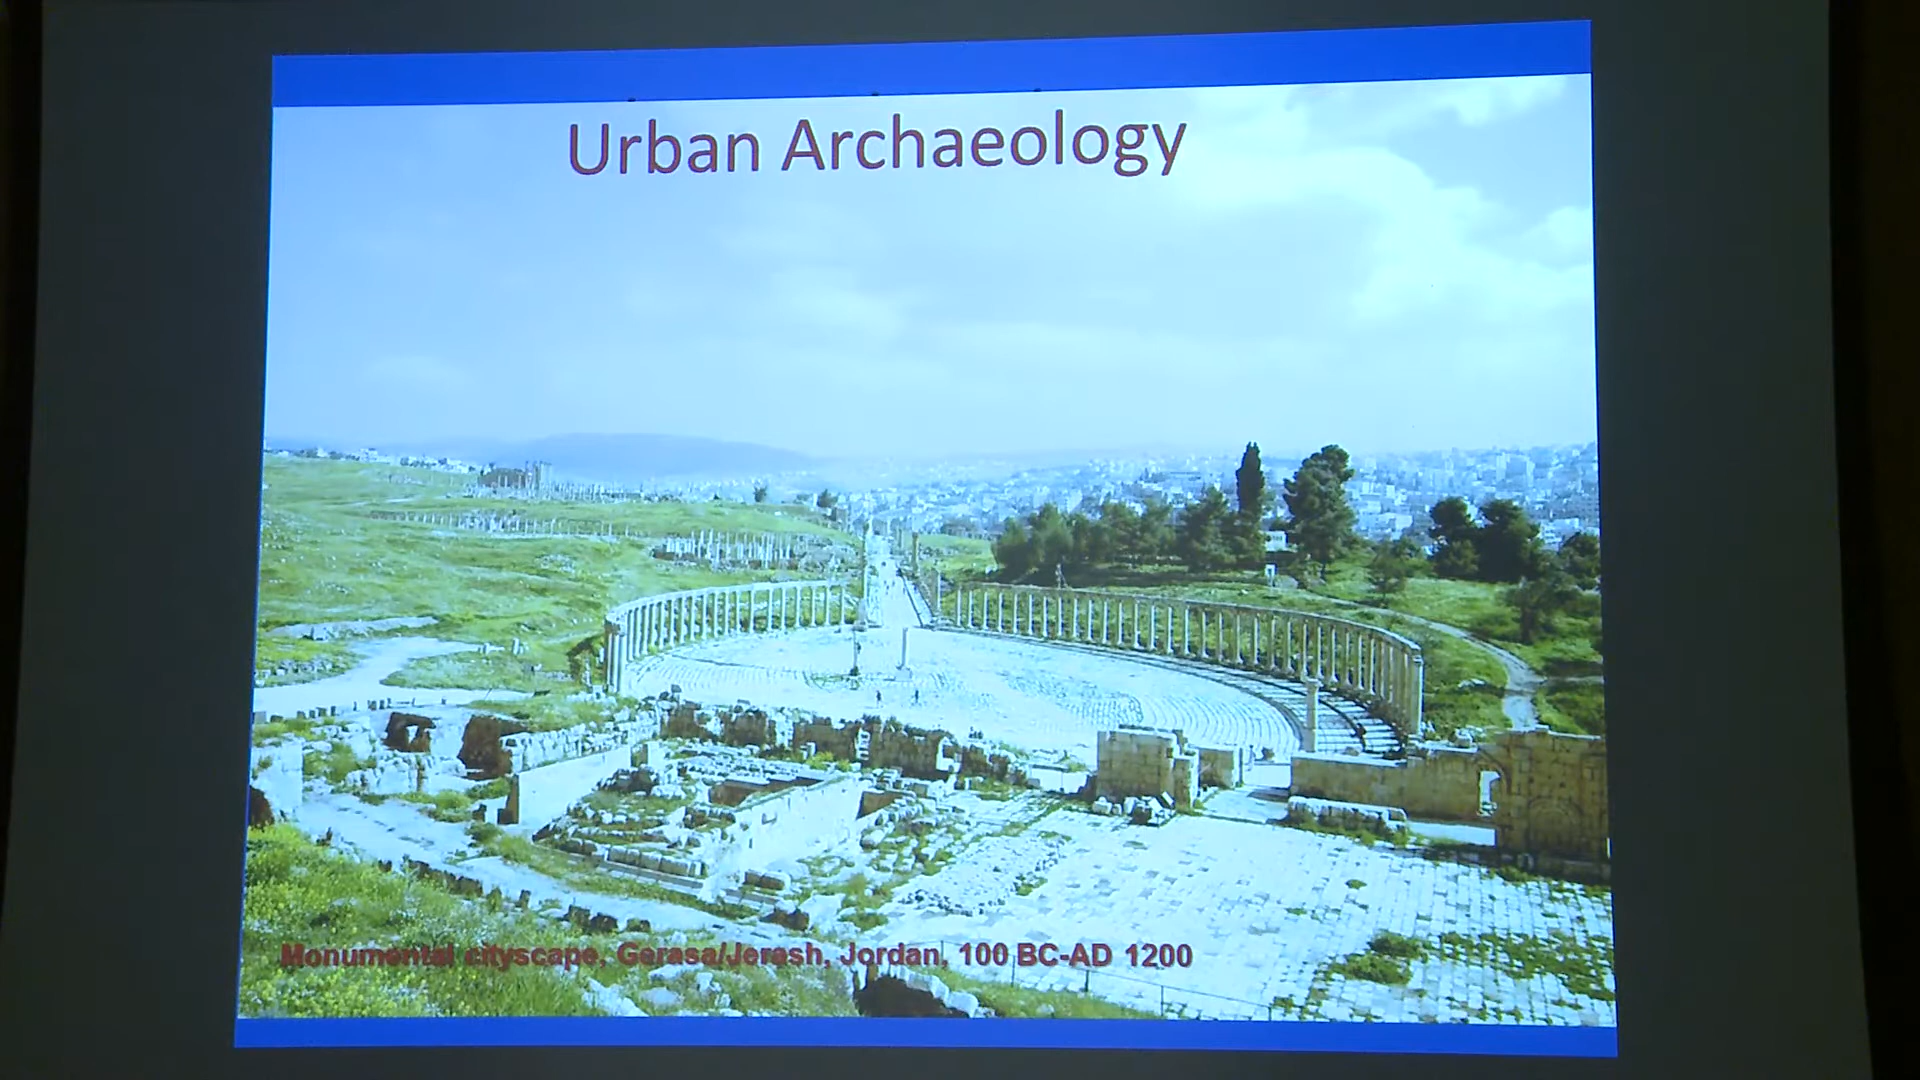 Urban Archaeology
Monumental cityscape, Gerasa/Jerash, Jordan, 100 BC-AD 1200